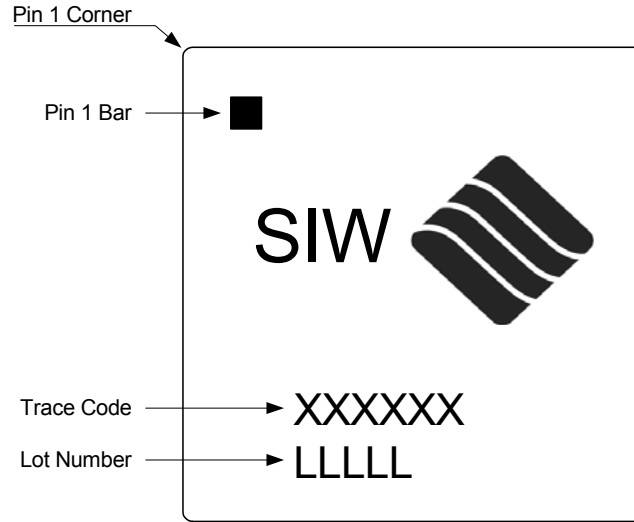 Pin 1 Corner
Pin 1 Bar
SIW
Trace Code
XXXXXX
Lot Number
LLLLL